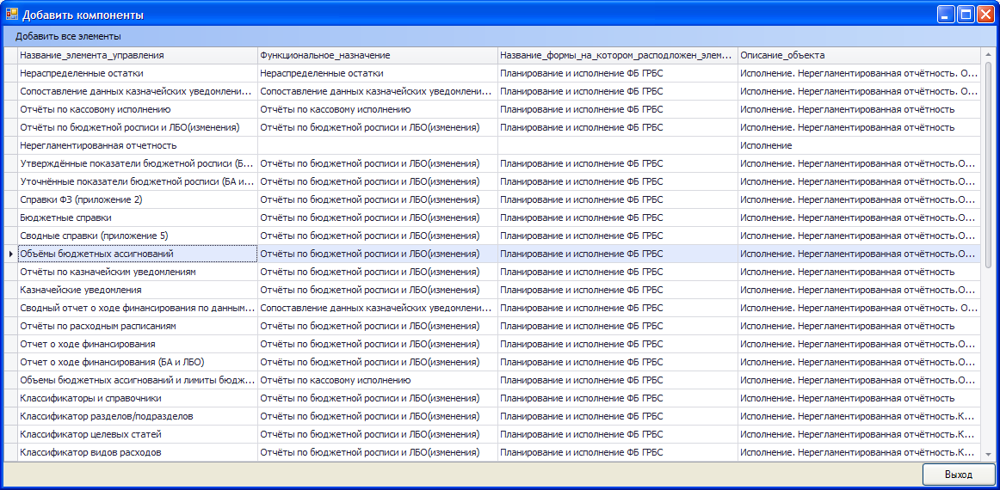 Добавить компоненты
Добавить все элементы
Название_элемента_управления Функциональное_назначение Название_формы_на_котором_расподложен_элем... Описание_объекта
Нераспределенные остатки Нераспределенные остатки Планирование и исполнение ФБ ГРБС Исполнение. Нерегламентированная отчётность. О...
Сопоставление данных казначейских уведомлени... Сопоставление данных казначейских уведомлени... Планирование и исполнение ФБ ГРБС Исполнение. Нерегламентированная отчётность. О...
Отчёты по кассовому исполнению Отчёты по кассовому исполнению Планирование и исполнение ФБ ГРБС Исполнение. Нерегламентированная отчётность
Отчёты по бюджетной росписи и ЛБО(изменения) Отчёты по бюджетной росписи и ЛБО(изменения) Планирование и исполнение ФБ ГРБС Исполнение. Нерегламентированная отчётность
Нерегламентированная отчетность Исполнение
Утверждённые показатели бюджетной росписи (Б... Отчёты по бюджетной росписи и ЛБО(изменения) Планирование и исполнение ФБ ГРБС Исполнение. Нерегламентированная отчётность.О...
Уточнённые показатели бюджетной росписи (БА и... Отчёты по бюджетной росписи и ЛБО(изменения) Планирование и исполнение ФБ ГРБС Исполнение. Нерегламентированная отчётность.О...
Справки ФЗ (приложение 2) Отчёты по бюджетной росписи и ЛБО(изменения) Планирование и исполнение ФБ ГРБС Исполнение. Нерегламентированная отчётность.О...
Бюджетные справки Отчёты по бюджетной росписи и ЛБО(изменения) Планирование и исполнение ФБ ГРБС Исполнение. Нерегламентированная отчётность.О...
Сводные справки (приложение 5) Отчёты по бюджетной росписи и ЛБО(изменения) Планирование и исполнение ФБ ГРБС Исполнение. Нерегламентированная отчётность.О...
Объёмы бюджетных ассигнований Отчёты по бюджетной росписи и ЛБО(изменения) Планирование и исполнение ФБ ГРБС Исполнение. Нерегламентированная отчётность.О...
Отчёты по казначейским уведомлениям Отчёты по бюджетной росписи и ЛБО(изменения) Планирование и исполнение ФБ ГРБС Исполнение. Нерегламентированная отчётность
Казначейские уведомления Отчёты по бюджетной росписи и ЛБО(изменения) Планирование и исполнение ФБ ГРБС Исполнение. Нерегламентированная отчётность.О...
Сводный отчет о ходе финансирования по данным... Сопоставление данных казначейских уведомлени... Планирование и исполнение ФБ ГРБС Исполнение. Нерегламентированная отчётность. О...
Отчёты по расходным расписаниям Отчёты по бюджетной росписи и ЛБО(изменения) Планирование и исполнение ФБ ГРБС Исполнение. Нерегламентированная отчётность
Отчет о ходе финансирования Отчёты по бюджетной росписи и ЛБО(изменения) Планирование и исполнение ФБ ГРБС Исполнение. Нерегламентированная отчётность.О...
Отчет о ходе финансирования (БА и ЛБО) Отчёты по бюджетной росписи и ЛБО(изменения) Планирование и исполнение ФБ ГРБС Исполнение. Нерегламентированная отчётность.О...
Объемы бюджетных ассигнований и лимиты бюдж... Отчёты по кассовому исполнению Планирование и исполнение ФБ ГРБС Исполнение. Нерегламентированная отчётность.О...
Классификаторы и справочники Отчёты по бюджетной росписи и ЛБО(изменения) Планирование и исполнение ФБ ГРБС Исполнение. Нерегламентированная отчётность
Классификатор разделов/подразделов Отчёты по бюджетной росписи и ЛБО(изменения) Планирование и исполнение ФБ ГРБС Исполнение. Нерегламентированная отчётность.К...
Классификатор целевых статей Отчёты по бюджетной росписи и ЛБО(изменения) Планирование и исполнение ФБ ГРБС Исполнение. Нерегламентированная отчётность.К...
Классификатор видов расходов Отчёты по бюджетной росписи и ЛБО(изменения) Планирование и исполнение ФБ ГРБС Исполнение. Нерегламентированная отчётность.К...
Выход